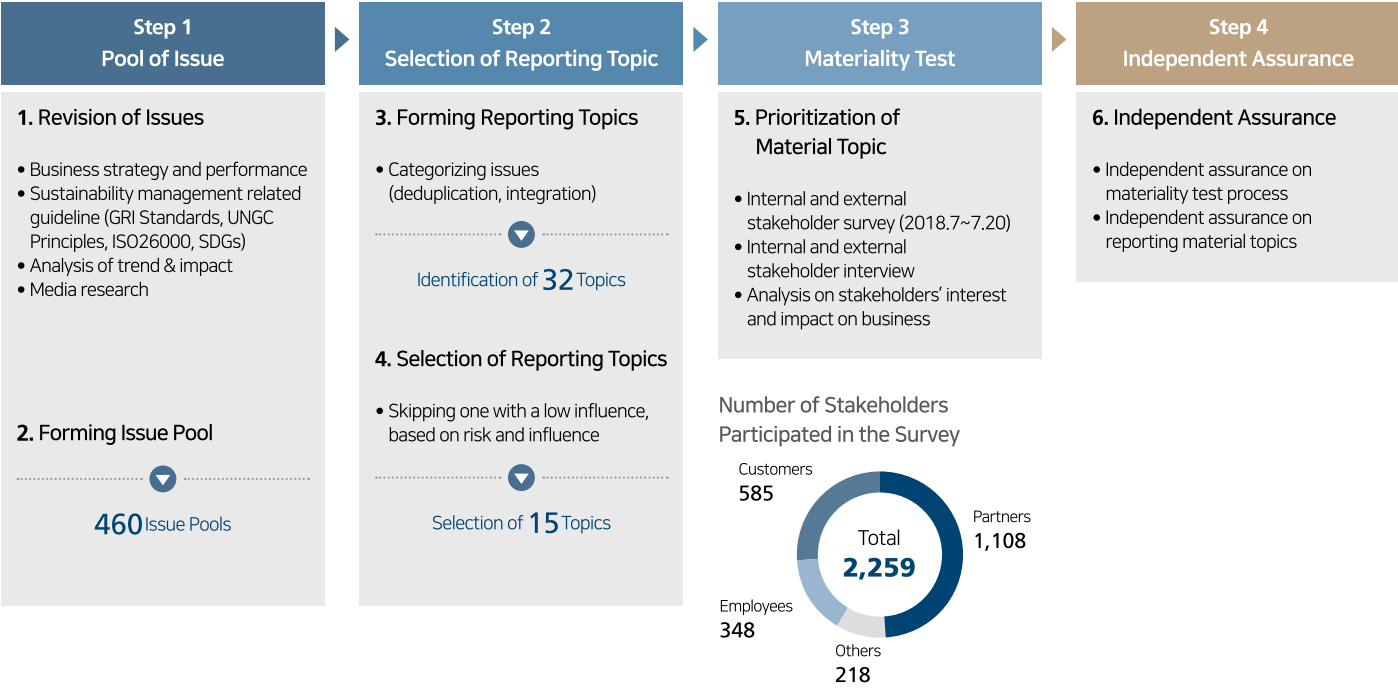 Step 1
Pool of Issue
1. Revision of Issues
• Business strategy and performance
• Sustainability management related
guideline (GRI Standards, UNGC
Principles, ISO26000, SDGs)
• Analysis of trend & impact
• Media research
2. Forming Issue Pool
460 Issue Pools
Step 2
Selection of Reporting Topic
3. Forming Reporting Topics
• Categorizing issues
(deduplication, integration)
Identification of 32 Topics
4. Selection of Reporting Topics
• Skipping one with a low influence,
based on risk and influence
Selection of 15 Topics
Step 3
Materiality Test
5. Prioritization of
Material Topic
• Internal and external
stakeholder survey (2018.7~7.20)
• Internal and external
stakeholder interview
• Analysis on stakeholders’ interest
and impact on business
Number of Stakeholders
Participated in the Survey
Customers
585
Partners
1,108
Total
2,259
Employees
348
Others
218
Step 4
Independent Assurance
6. Independent Assurance
• Independent assurance on
materiality test process
• Independent assurance on
reporting material topics